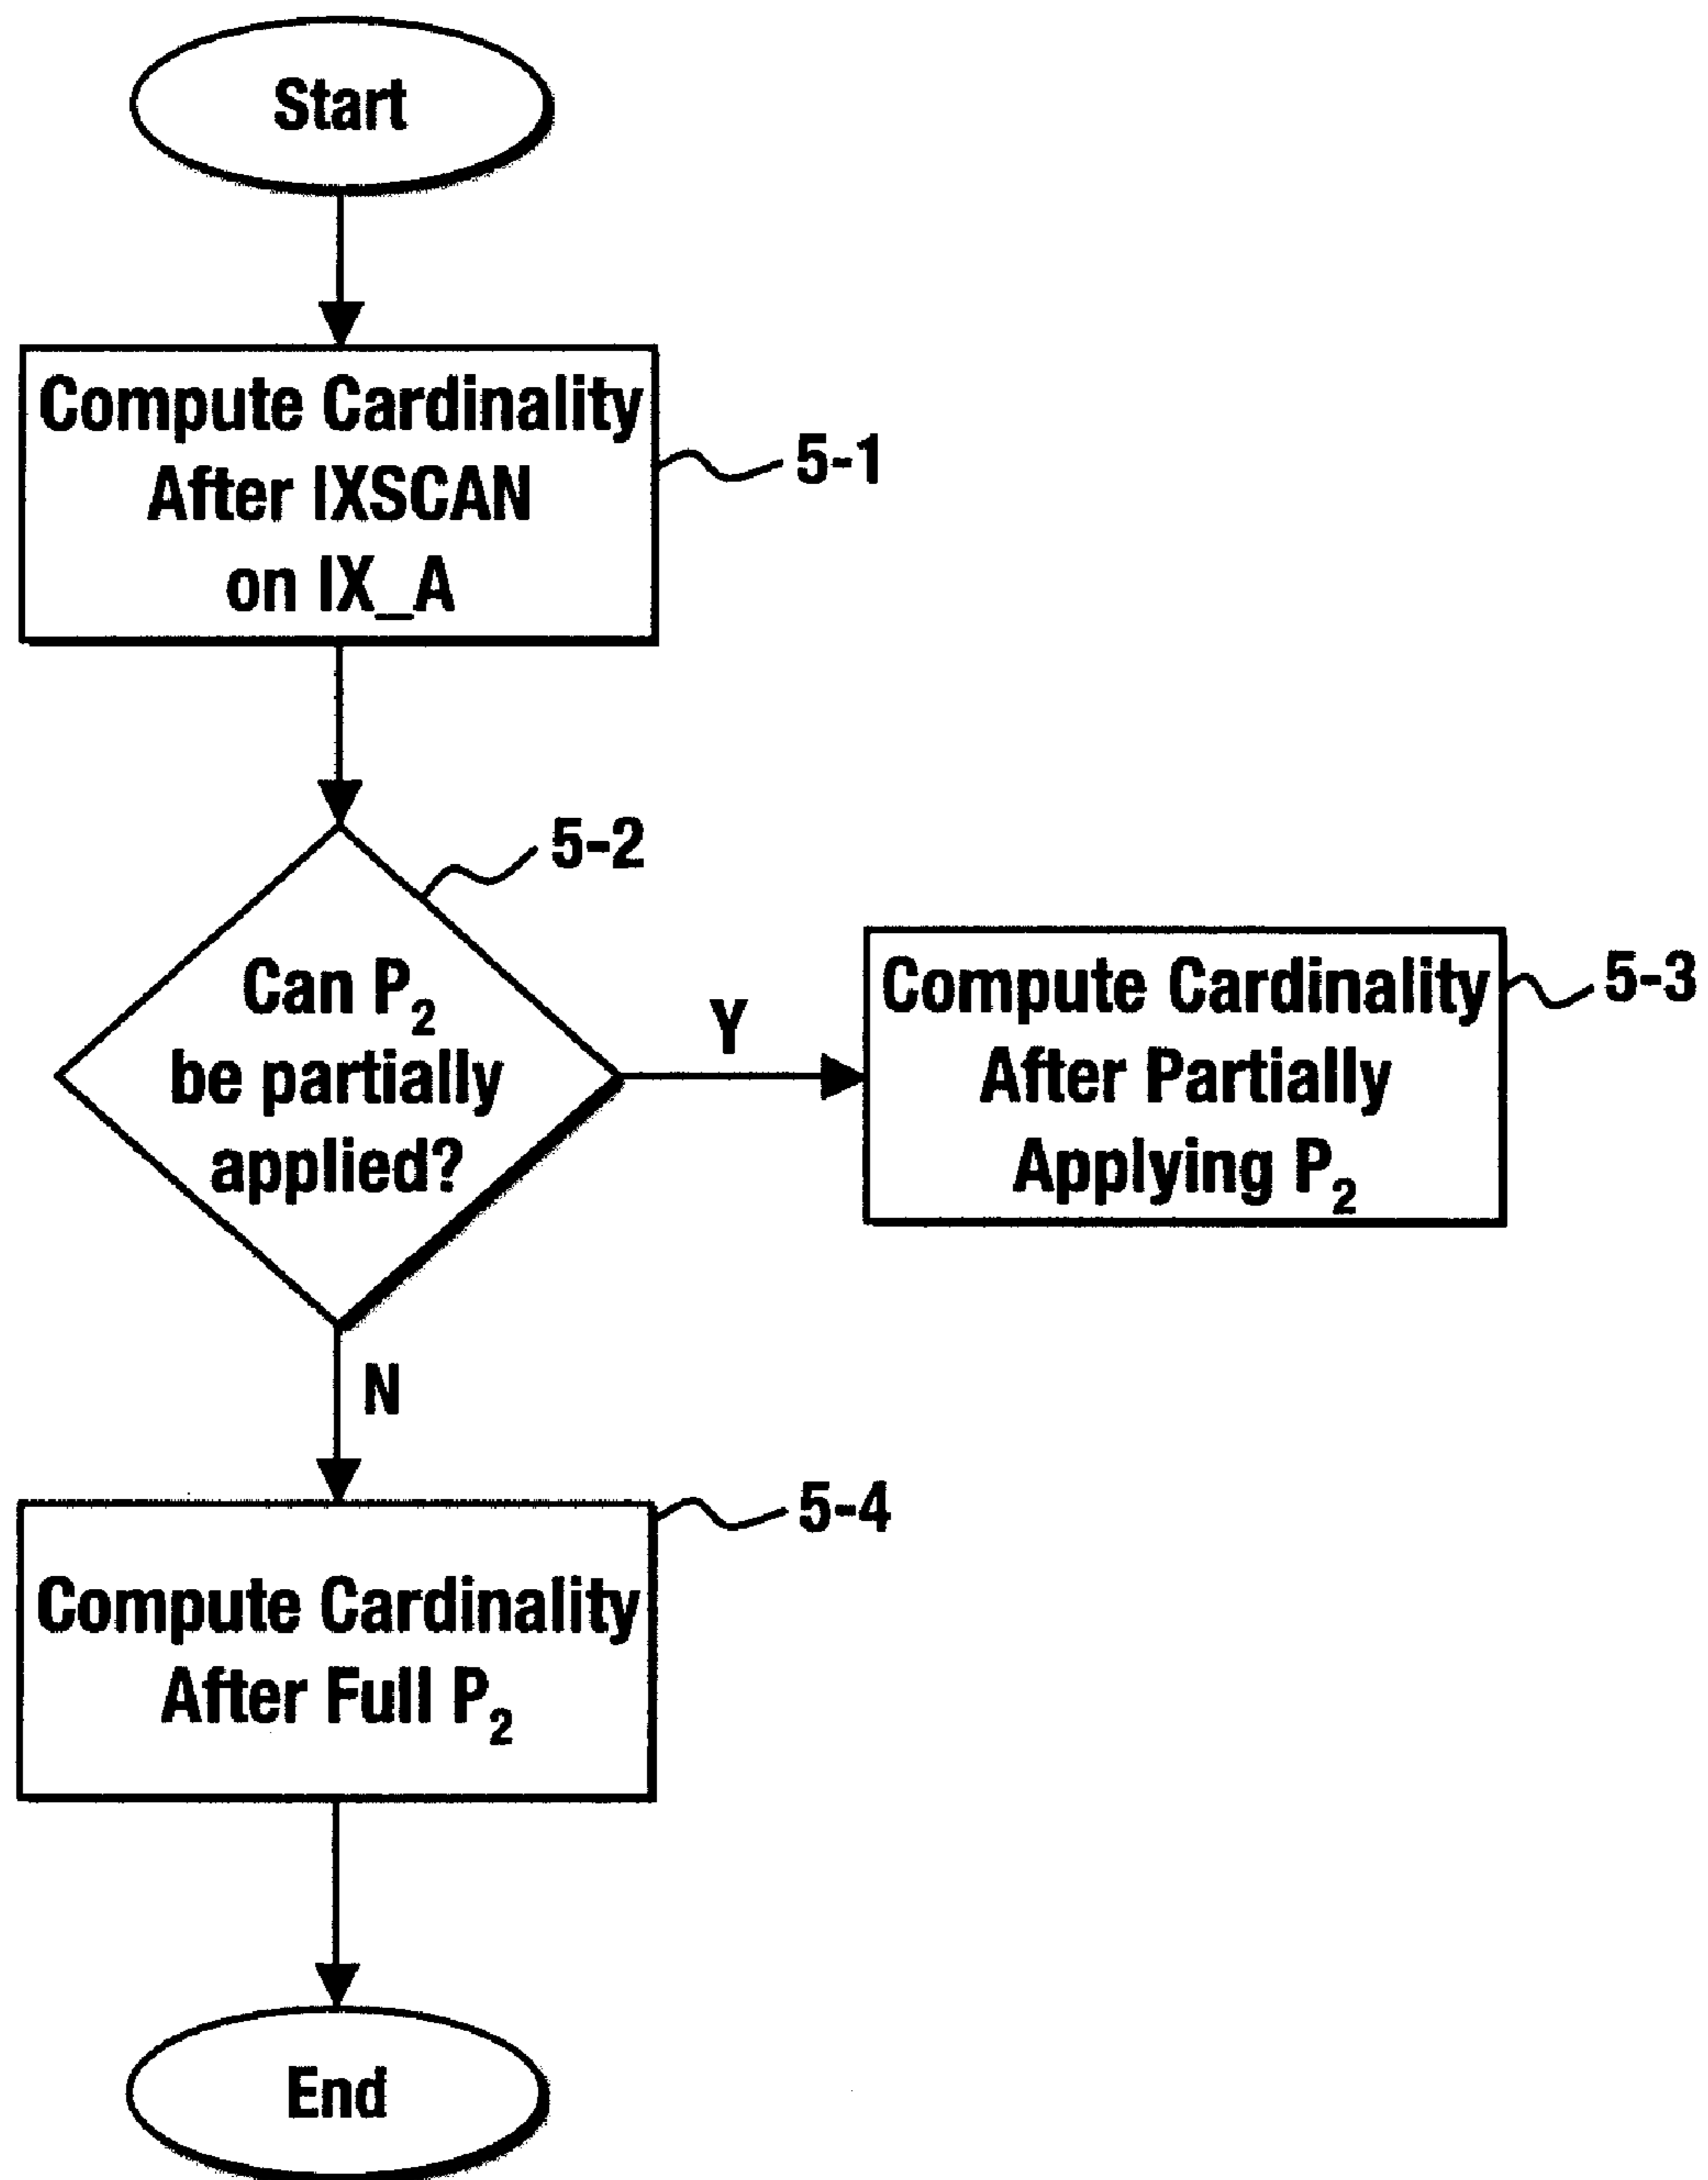 Start
Compute Cardinality
After IXSCAN
on IX_A
5-1
5-2
Can P₂
be partially
applied?
Y
Compute Cardinality
After Partially
Applying P₂
5-3
N
5-4
Compute Cardinality
After Full P₂
End